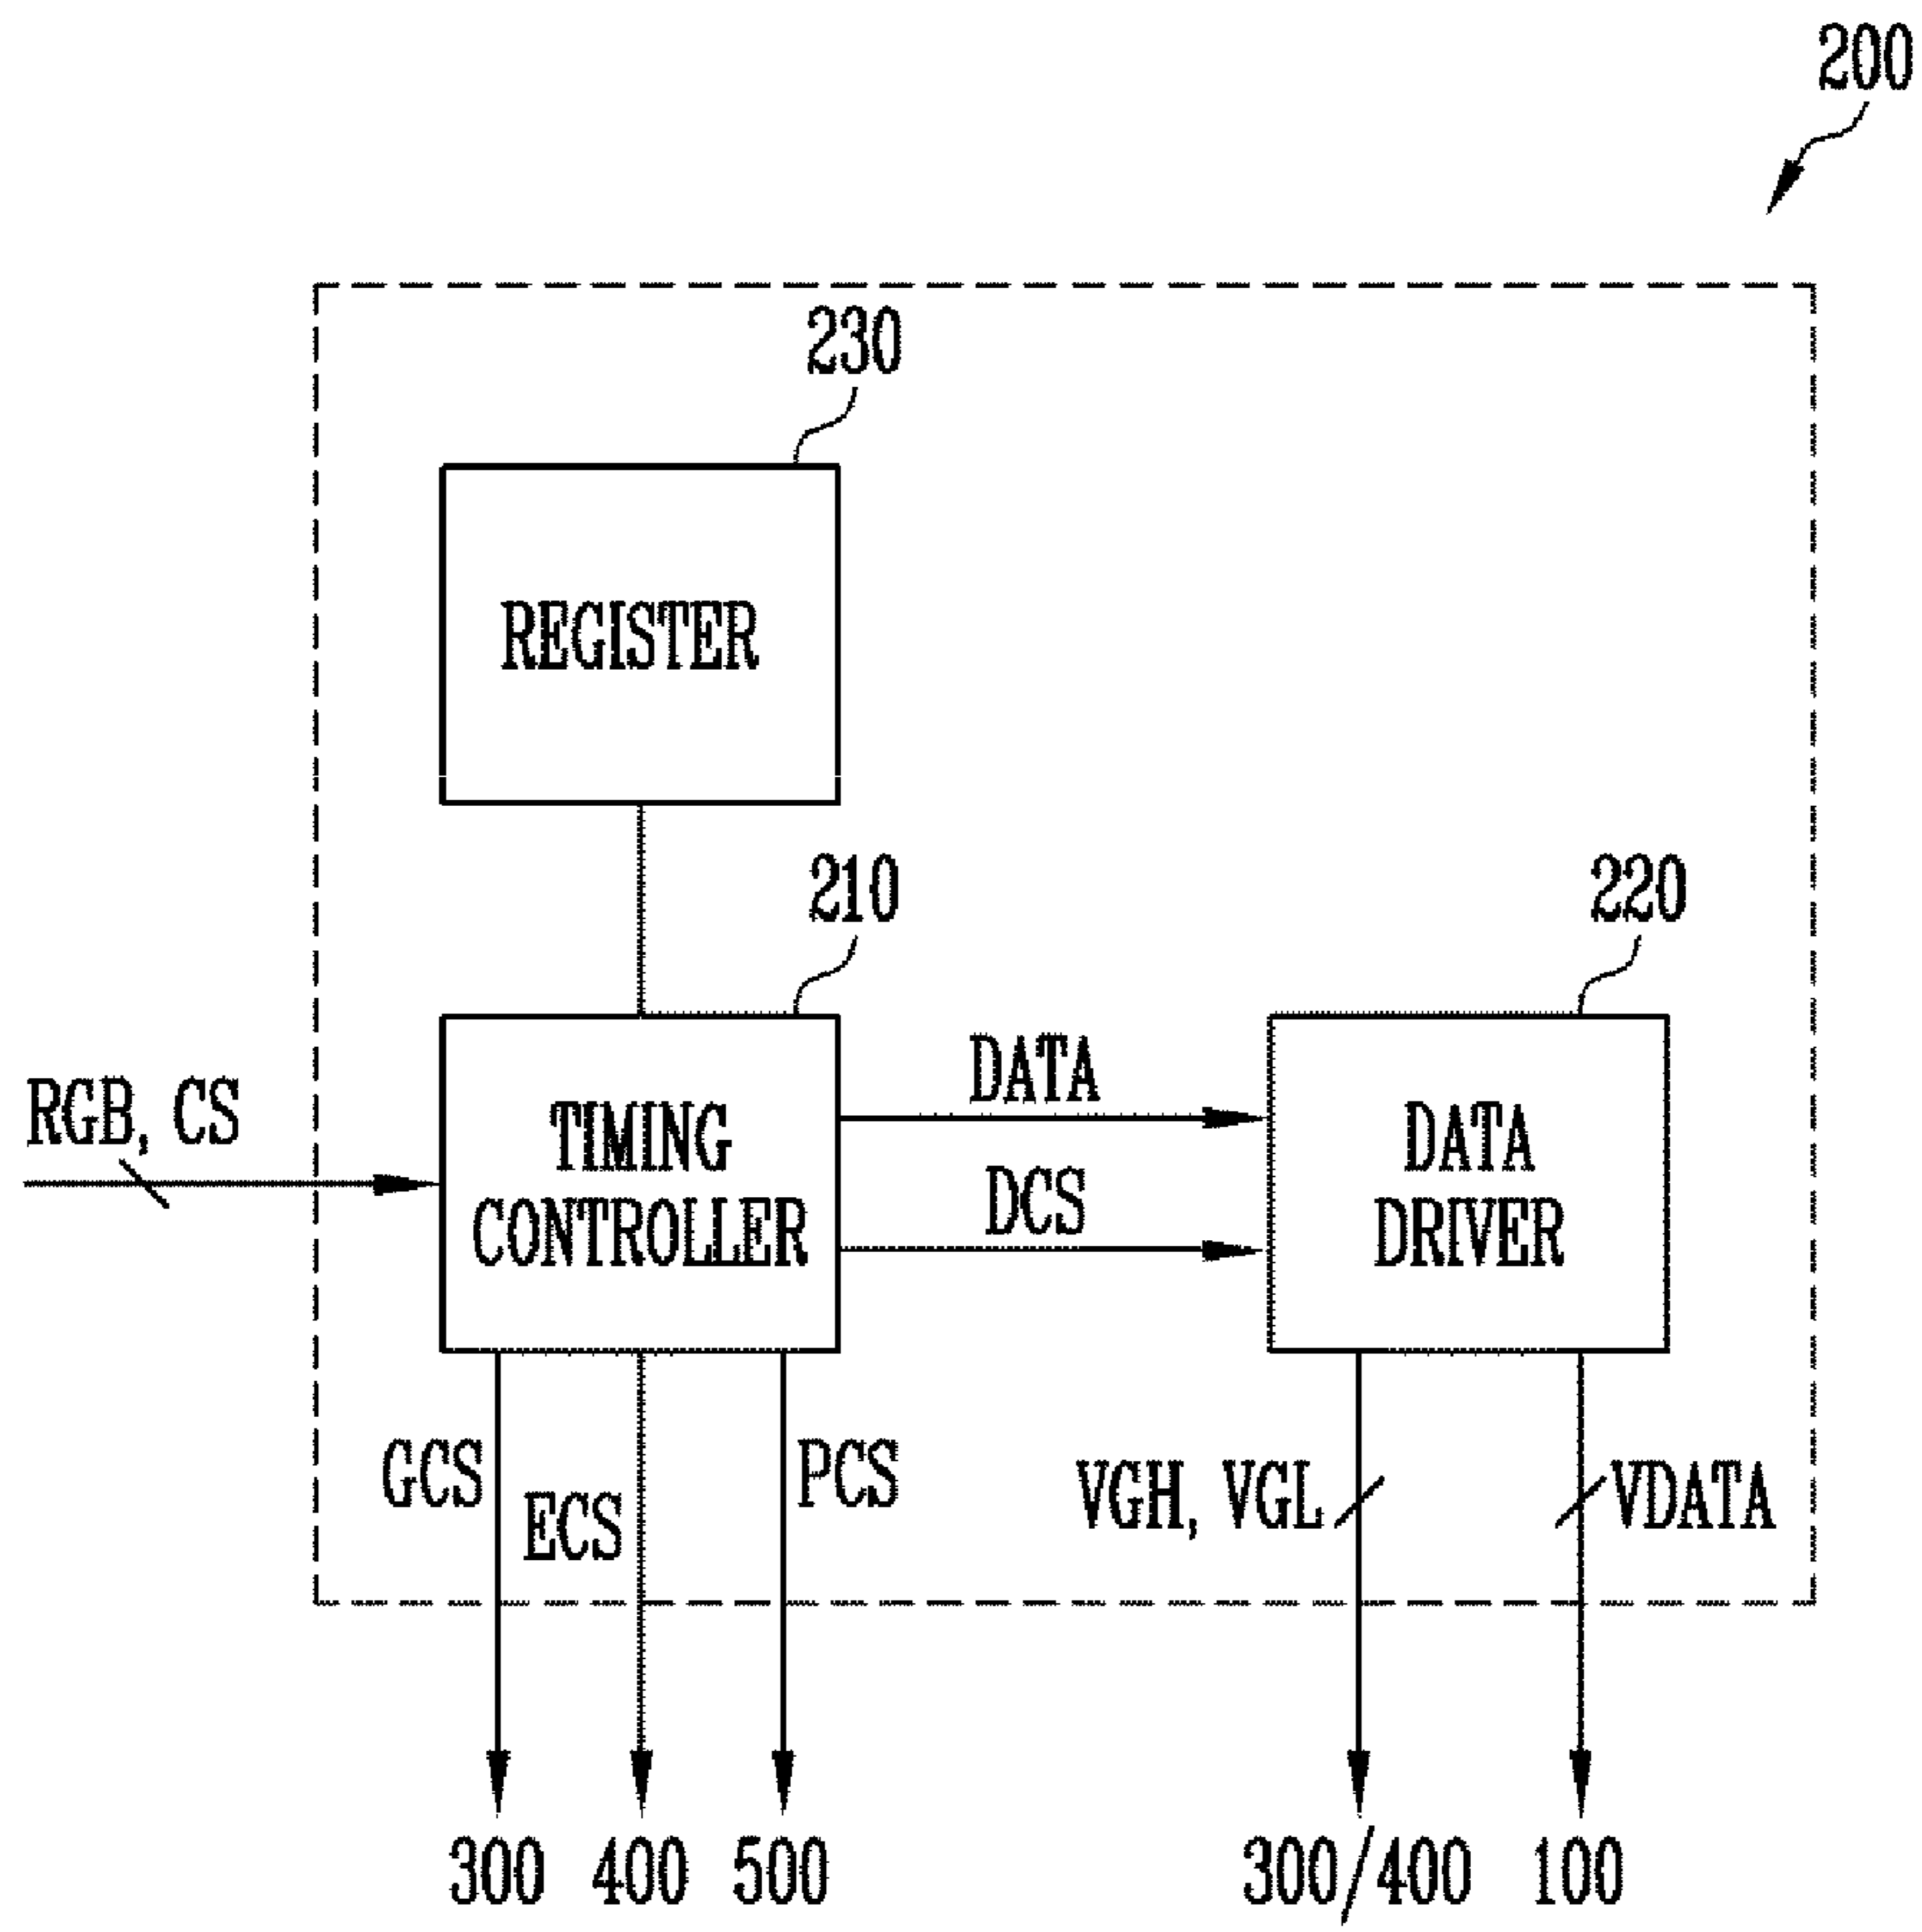 200
230
REGISTER
210
220
RGB, CS
TIMING
CONTROLLER
DATA
DCS
DATA
DRIVER
GCS
ECS
PCS
VGH, VGL
VDATA
300
400
500
300/400
100